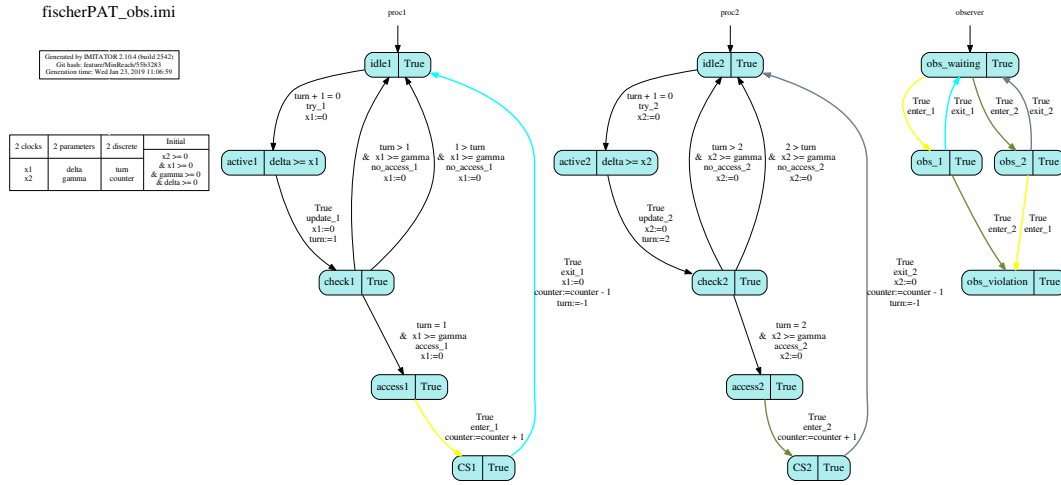 fischerPAT_obs.imi
Generated by IMITATOR 2.10.4 (build 2542)
Git hash: feature/MinReach/55b3283
Generation time: Wed Jan 23, 2019 11:06:59
2 clocks 2 parameters 2 discrete Initial
x1 delta turn x2 >= 0
x2 gamma counter & x1 >= 0
& gamma >= 0
& delta >= 0
proc1
idle1 True
turn + 1 = 0
try_1
x1:=0
turn > 1
& x1 >= gamma
no_access_1
x1:=0
1 > turn
& x1 >= gamma
no_access_1
x1:=0
active1 delta >= x1
True
update_1
x1:=0
turn:=1
check1 True
True
exit_1
x1:=0
counter:=counter - 1
turn:=-1
turn = 1
& x1 >= gamma
access_1
x1:=0
access1 True
True
enter_1
counter:=counter + 1
CS1 True
proc2
idle2 True
turn + 1 = 0
try_2
x2:=0
turn > 2
& x2 >= gamma
no_access_2
x2:=0
2 > turn
& x2 >= gamma
no_access_2
x2:=0
active2 delta >= x2
True
update_2
x2:=0
turn:=2
check2 True
True
exit_2
x2:=0
counter:=counter - 1
turn:=-1
turn = 2
& x2 >= gamma
access_2
x2:=0
access2 True
True
enter_2
counter:=counter + 1
CS2 True
observer
obs_waiting True
True
enter_1
True
exit_1
True
enter_2
True
exit_2
obs_1 True
obs_2 True
True
enter_2
True
enter_1
obs_violation True